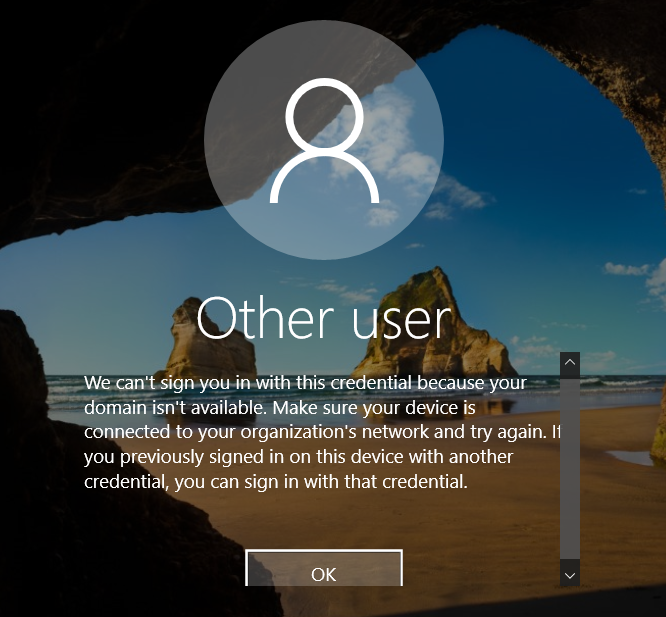 Other user
We can't sign you in with this credential because your
domain isn't available. Make sure your device is
connected to your organization's network and try again. If
you previously signed in on this device with another
credential, you can sign in with that credential.
OK